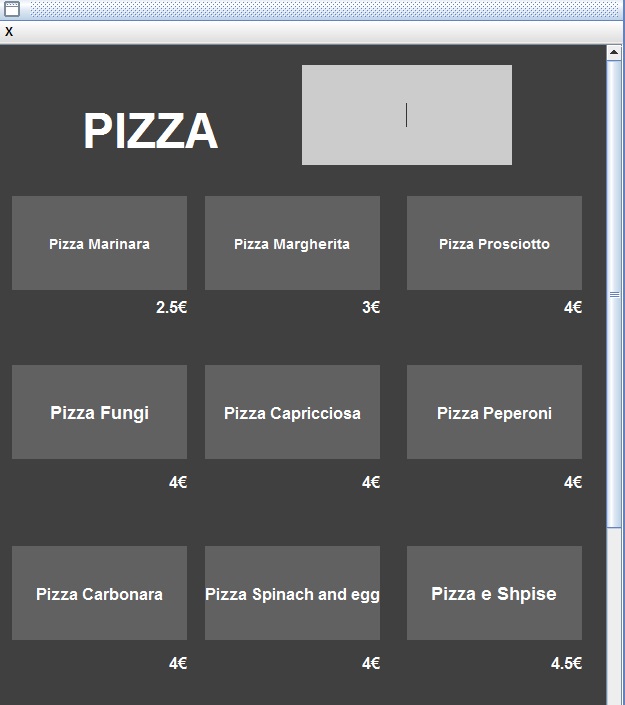 X
PIZZA
Pizza Marinara
Pizza Margherita
Pizza Prosciotto
2.5€
3€
4€
Pizza Fungi
Pizza Capricciosa
Pizza Peperoni
4€
4€
4€
Pizza Carbonara
Pizza Spinach and egg
Pizza e Shpise
4€
4€
4.5€